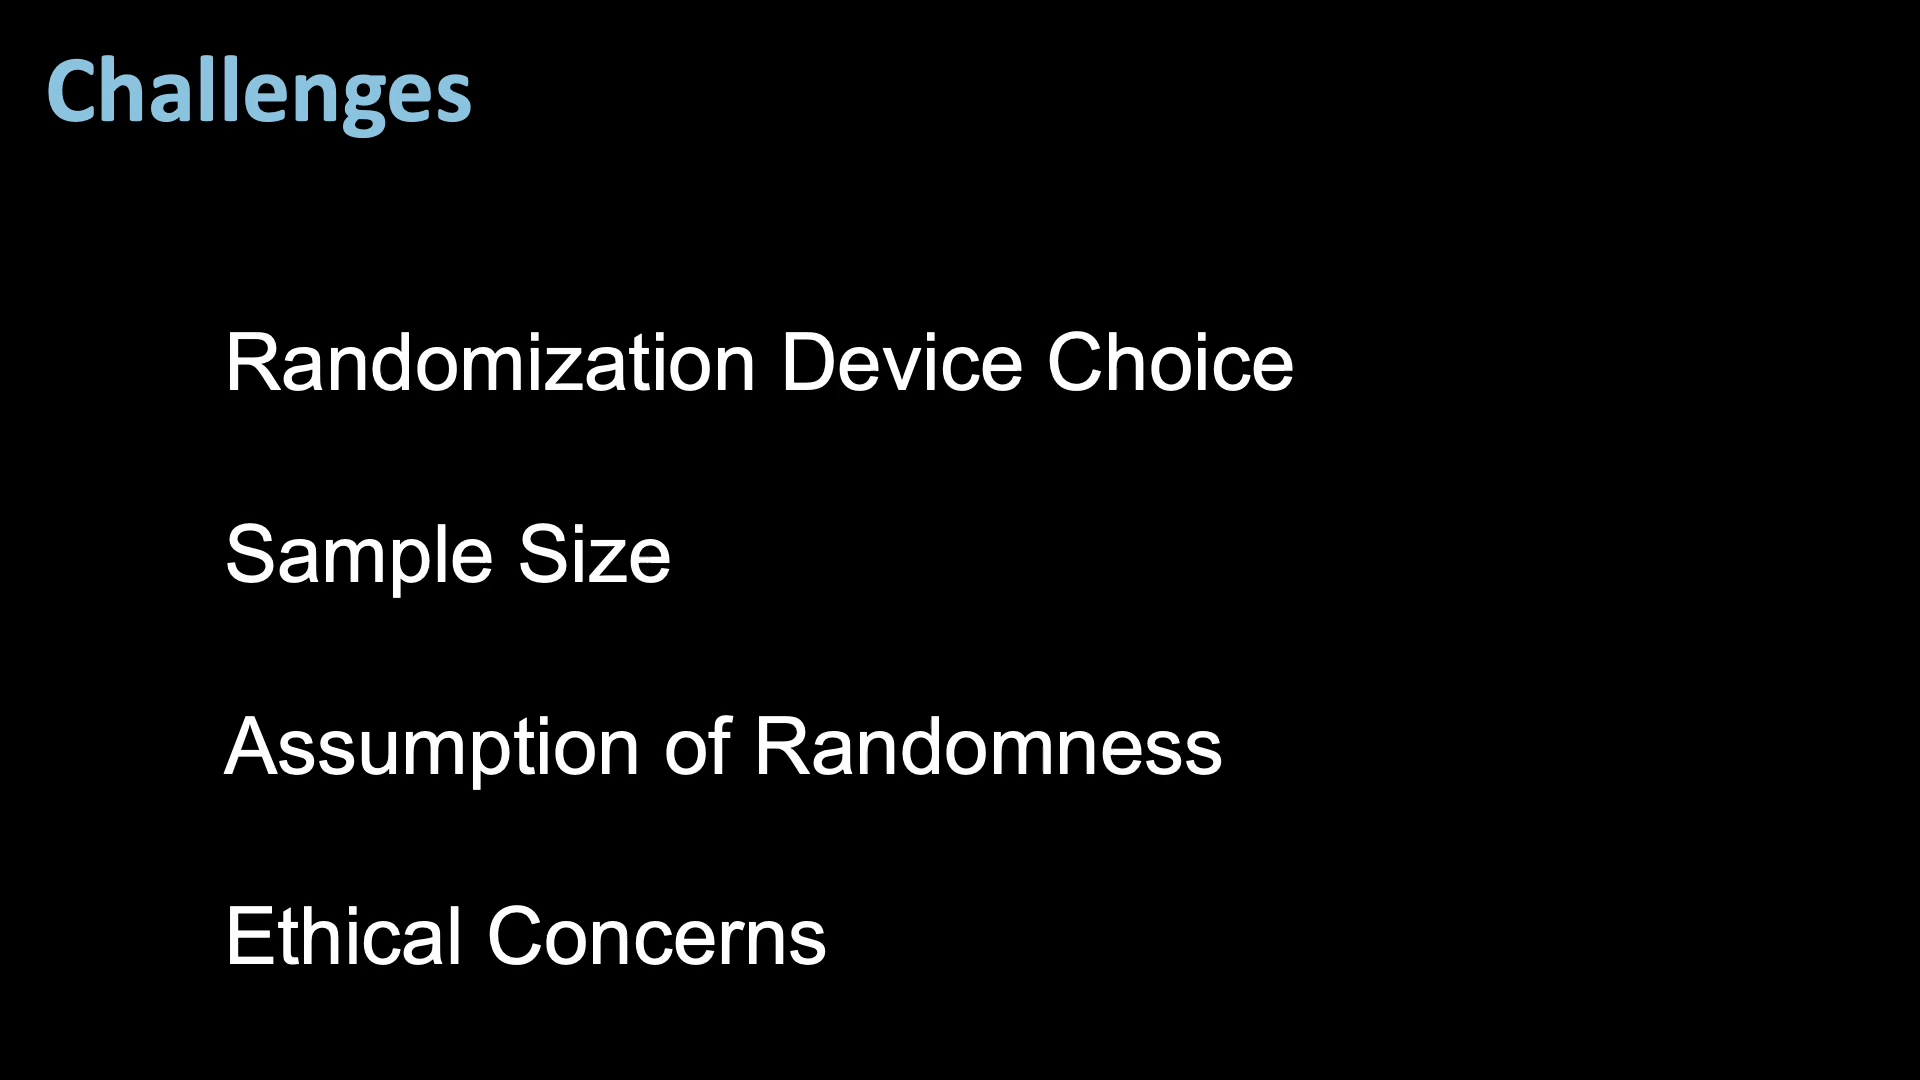 Challenges
Randomization Device Choice
Sample Size
Assumption of Randomness
Ethical Concerns